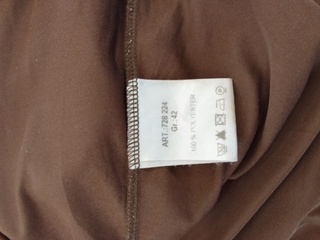 ART.: 728 224
Gr.: 42
100 % POLYESTER